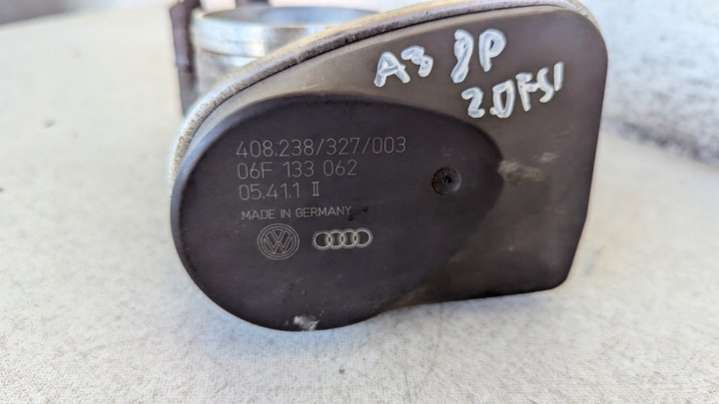 A3 8P
2.0FSI
408.238/327/003
06F 133 062
05.41.1 II
MADE IN GERMANY